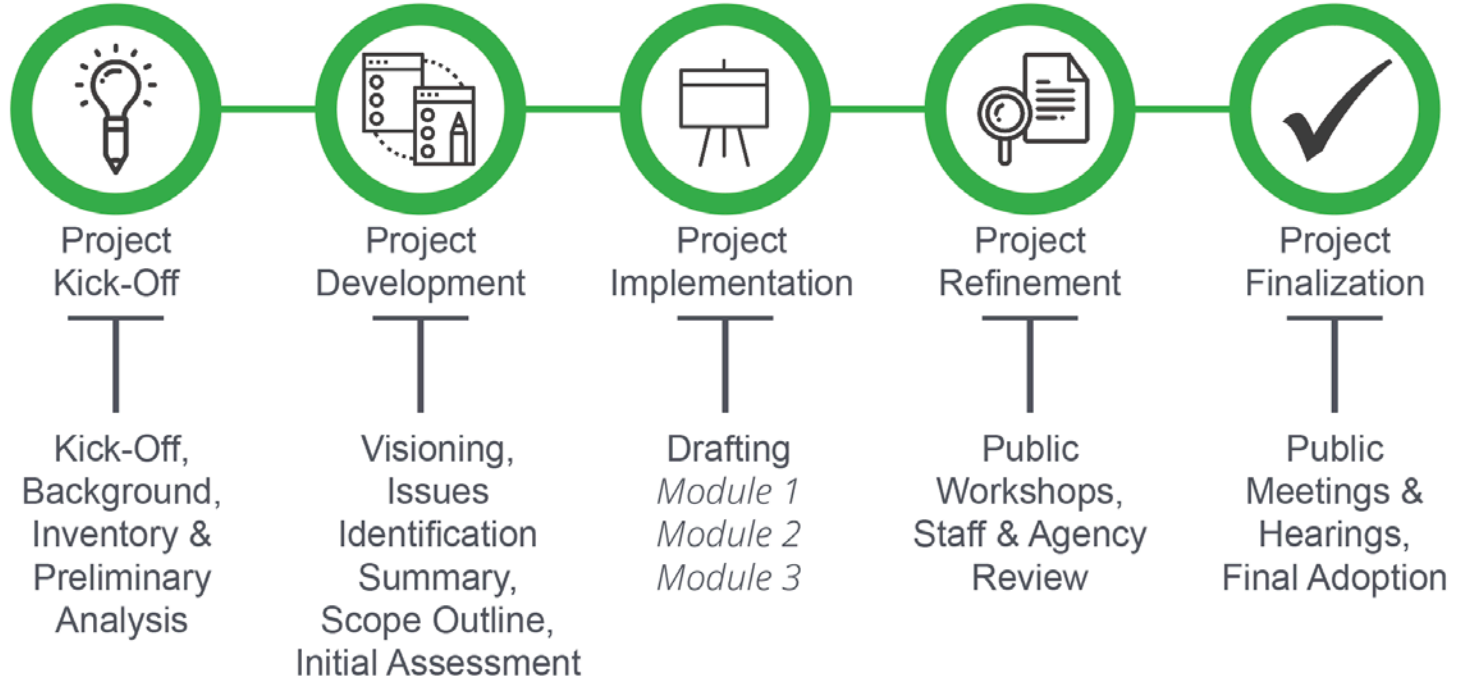 Project
Kick-Off
Kick-Off,
Background,
Inventory &
Preliminary
Analysis
Project
Development
Visioning,
Issues
Identification
Summary,
Scope Outline,
Initial Assessment
Project
Implementation
Drafting
Module 1
Module 2
Module 3
Project
Refinement
Public
Workshops,
Staff & Agency
Review
Project
Finalization
Public
Meetings &
Hearings,
Final Adoption